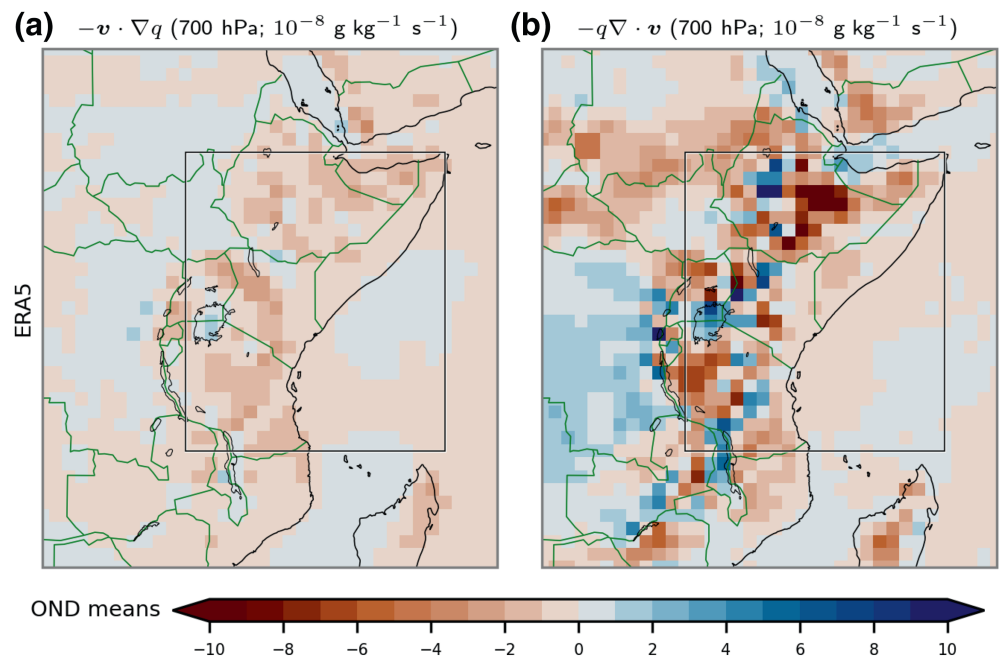 (a) −v · ∇q (700 hPa; 10⁻⁸ g kg⁻¹ s⁻¹)
(b) −q∇ · v (700 hPa; 10⁻⁸ g kg⁻¹ s⁻¹)
ERA5
OND means
−10 −8 −6 −4 −2 0 2 4 6 8 10